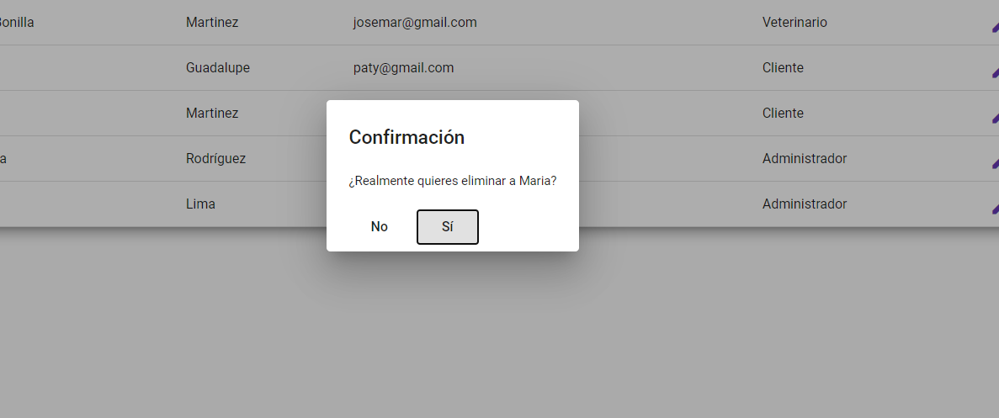 Bonilla Martinez josemar@gmail.com Veterinario
Guadalupe paty@gmail.com Cliente
Martinez Cliente
a Rodríguez Administrador
Lima Administrador
Confirmación
¿Realmente quieres eliminar a Maria?
No Sí